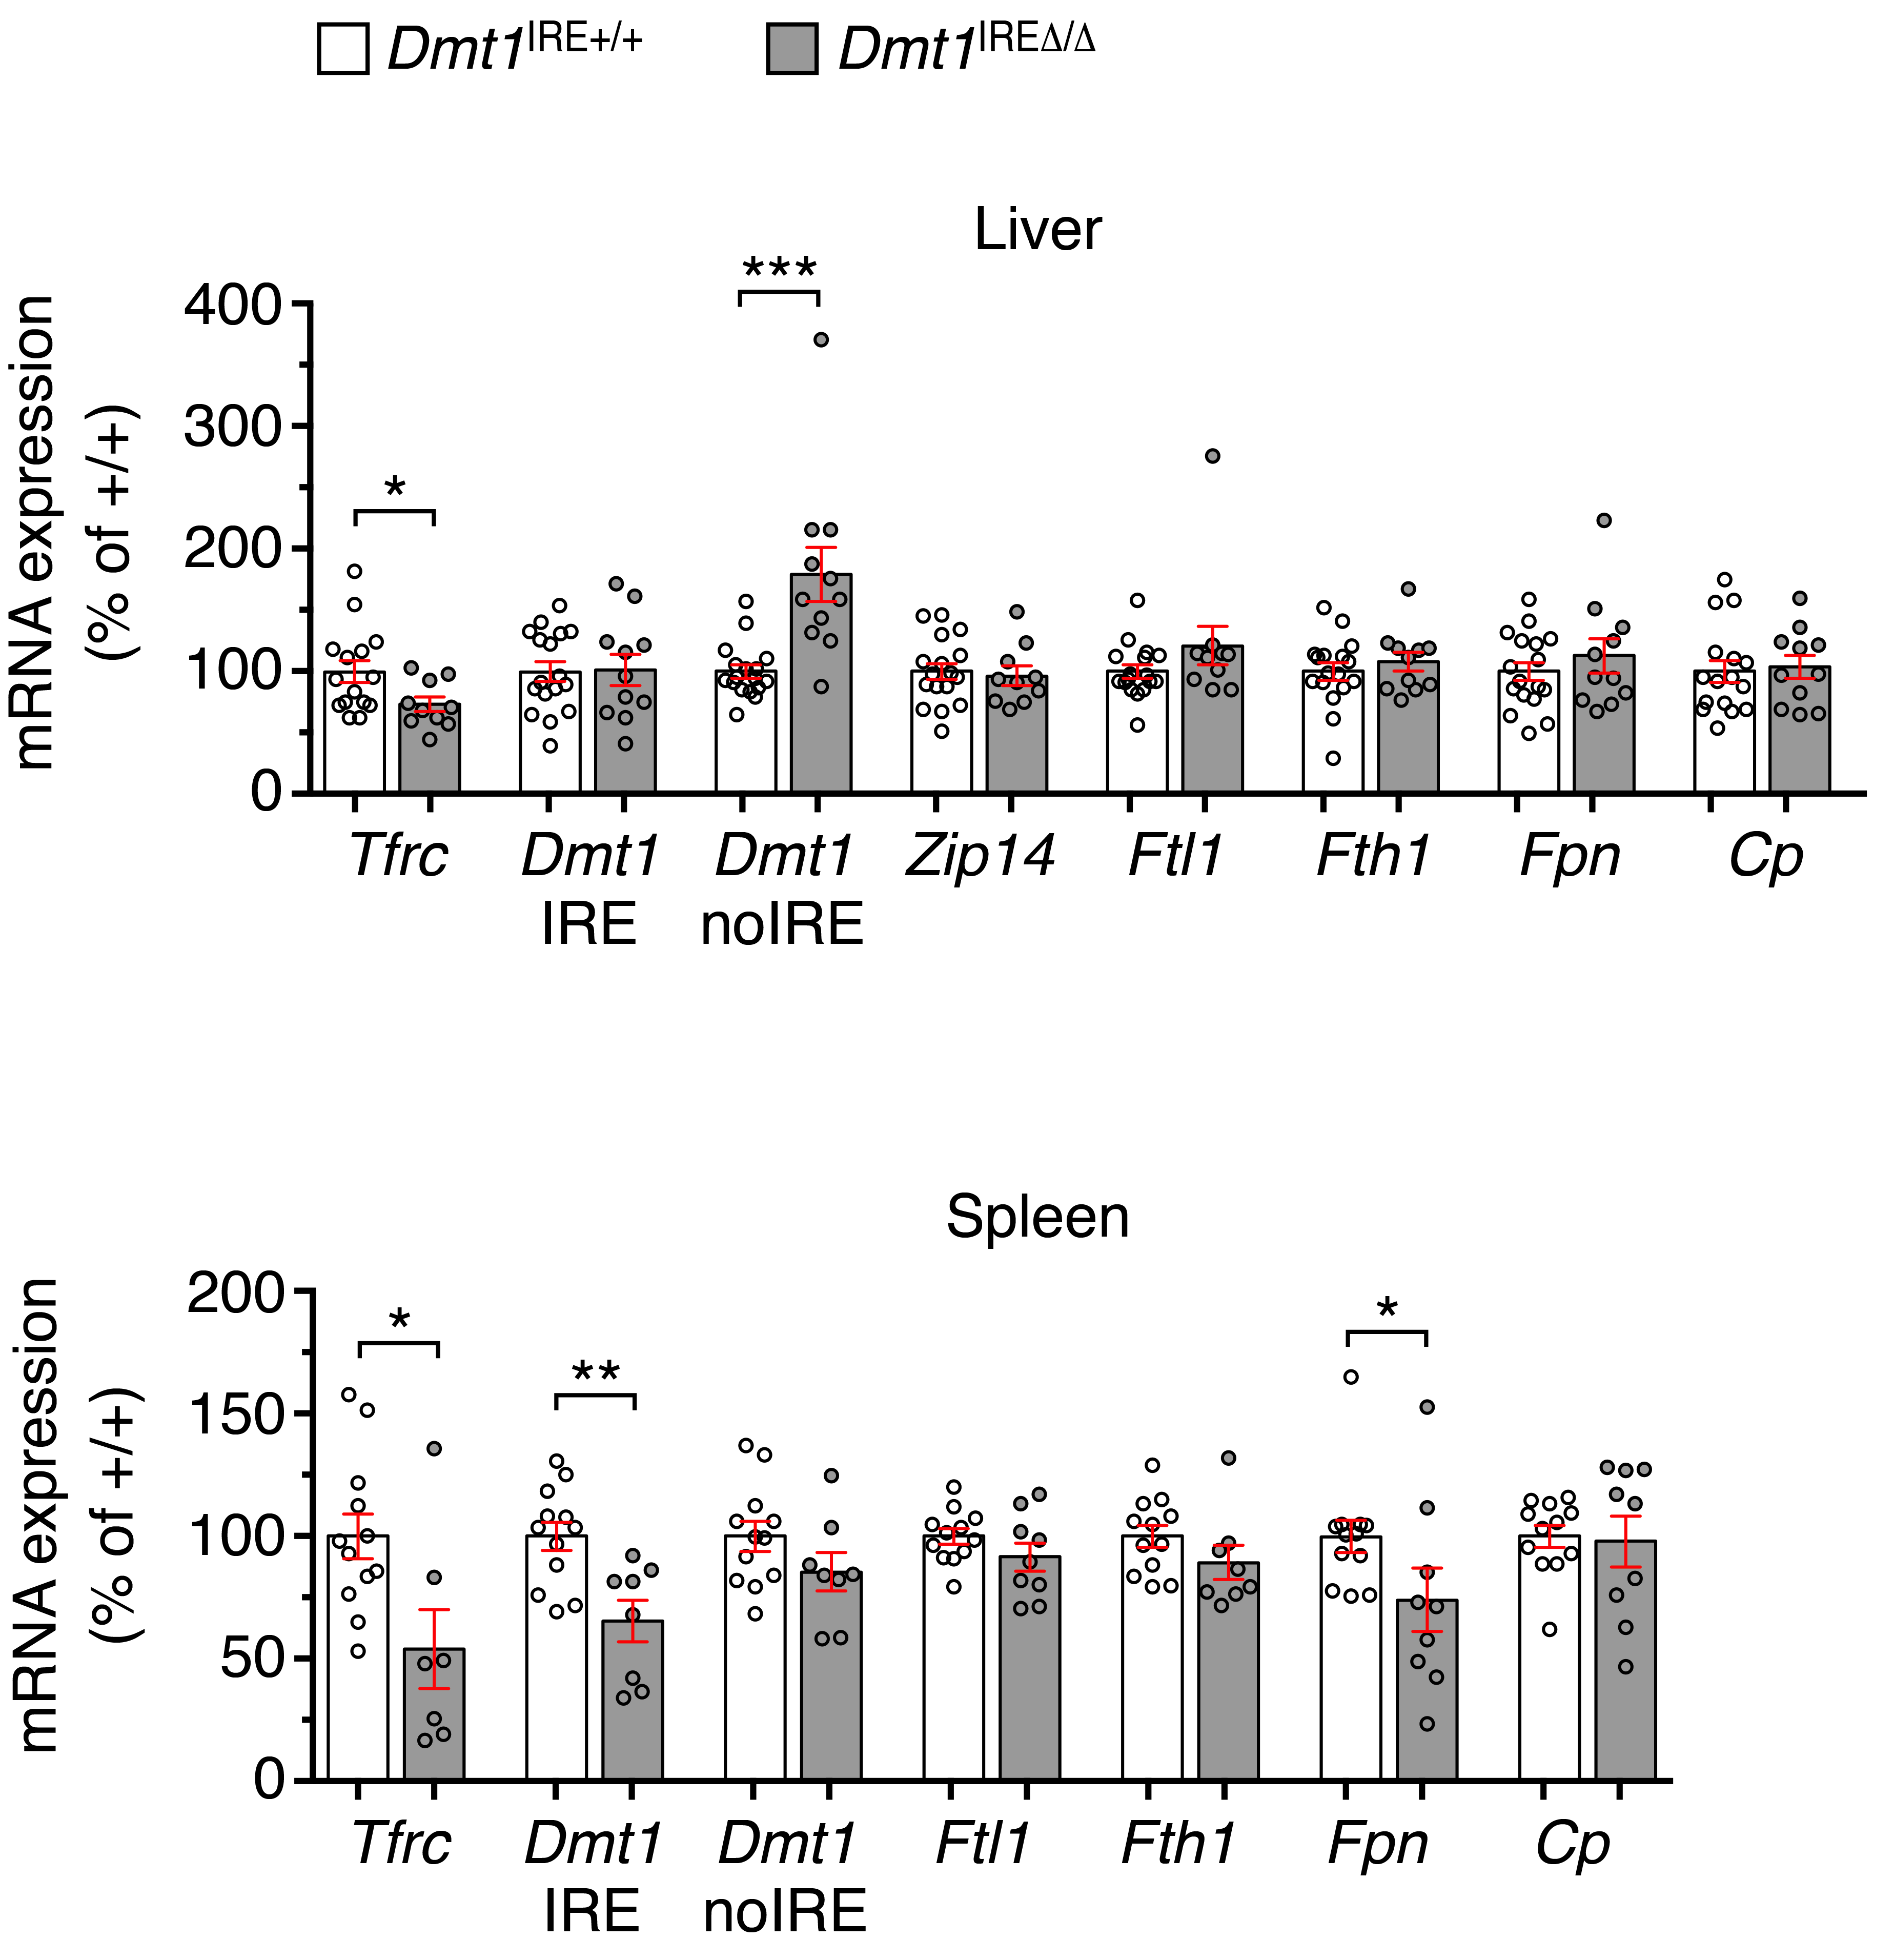 Dmt1IRE+/+ Dmt1IREΔ/Δ
Liver
mRNA expression
(% of +/+)
400
300
200
100
0
*
***
Tfrc Dmt1 Dmt1 Zip14 Ftl1 Fth1 Fpn Cp
IRE noIRE
Spleen
mRNA expression
(% of +/+)
200
150
100
50
0
*
**
*
Tfrc Dmt1 Dmt1 Ftl1 Fth1 Fpn Cp
IRE noIRE